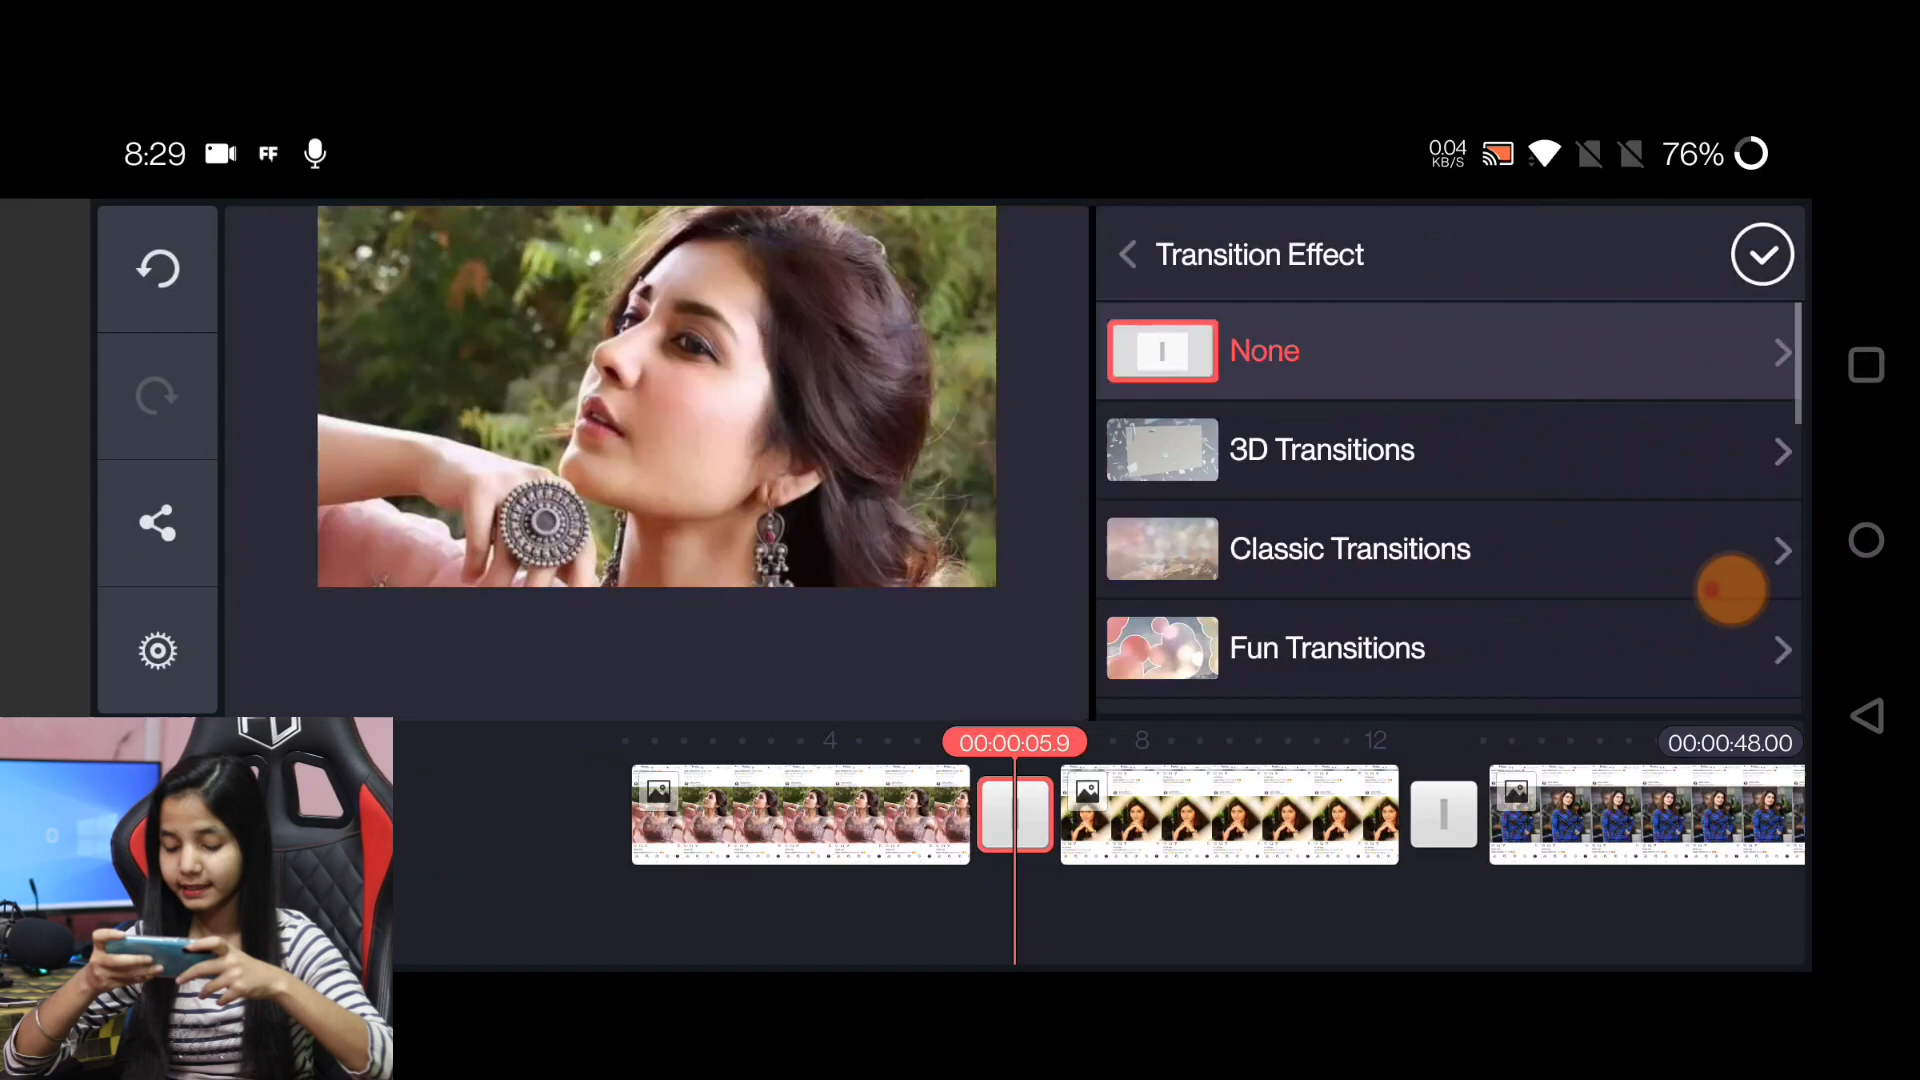 8:29
FF
0.04
KB/S
76%
Transition Effect
None
3D Transitions
Classic Transitions
Fun Transitions
4
00:00:05.9
8
12
00:00:48.00